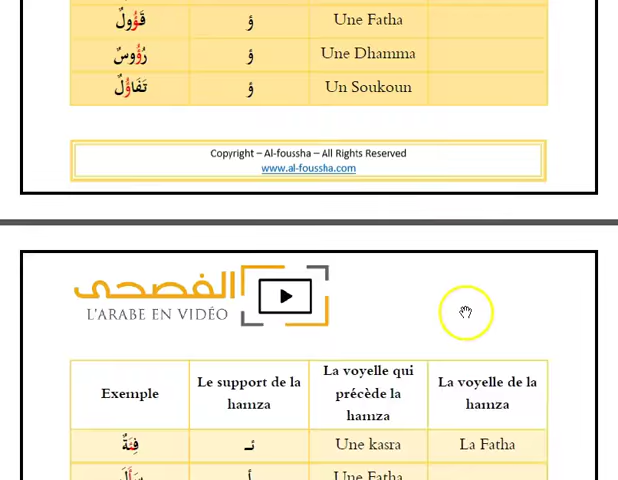 قَؤُولٌ ؤ Une Fatha
رُؤُوسٌ ؤ Une Dhamma
تَفَاؤُلٌ ؤ Un Soukoun
Copyright – Al-foussha – All Rights Reserved
www.al-foussha.com
الفصحى
L'ARABE EN VIDÉO
Exemple Le support de la hamza La voyelle qui précède la hamza La voyelle de la hamza
فِئَةٌ ئـ Une kasra La Fatha
سَأَلَ أ Une Fatha